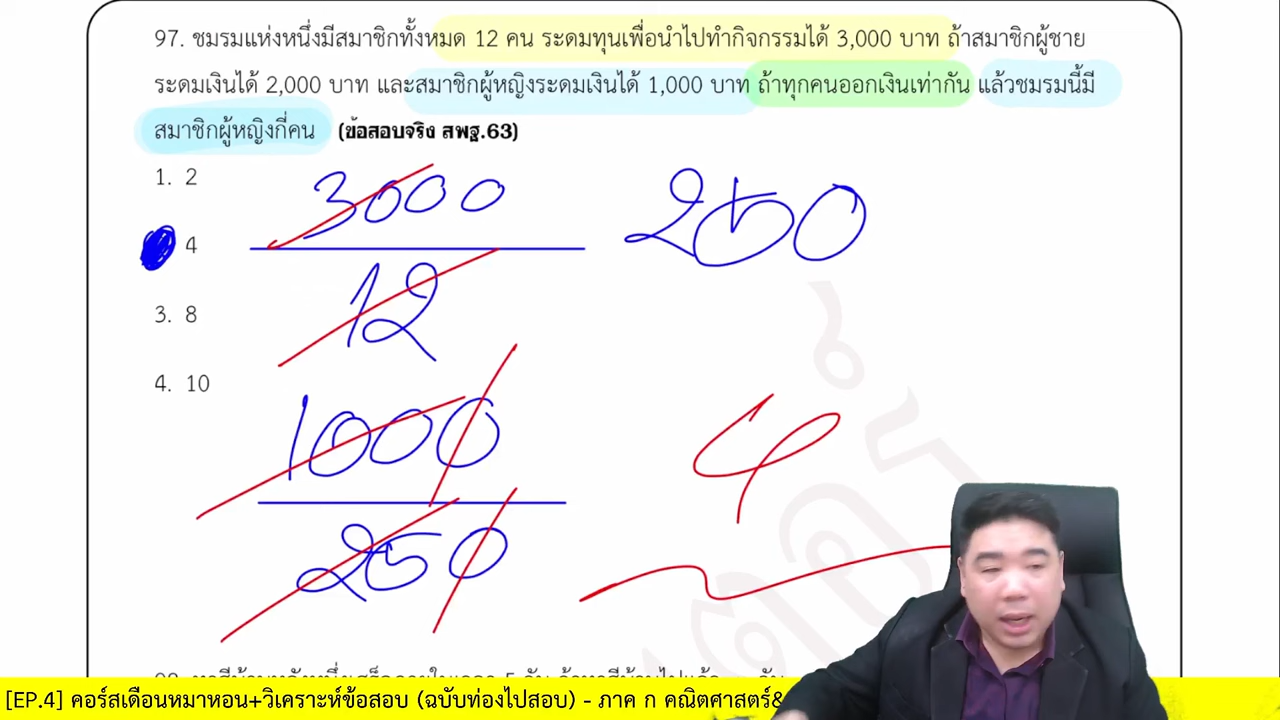 97. ชมรมแห่งหนึ่งมีสมาชิกทั้งหมด 12 คน ระดมทุนเพื่อนำไปทำกิจกรรมได้ 3,000 บาท ถ้าสมาชิกผู้ชาย
ระดมเงินได้ 2,000 บาท และสมาชิกผู้หญิงระดมเงินได้ 1,000 บาท ถ้าทุกคนออกเงินเท่ากัน แล้วชมรมนี้มี
สมาชิกผู้หญิงกี่คน (ข้อสอบจริง สพฐ.63)
1. 2
4
3. 8
4. 10
3000
12
250
1000
250
4
[EP.4] คอร์สเดือนหมาหอน+วิเคราะห์ข้อสอบ (ฉบับท่องไปสอบ) - ภาค ก คณิตศาสตร์&